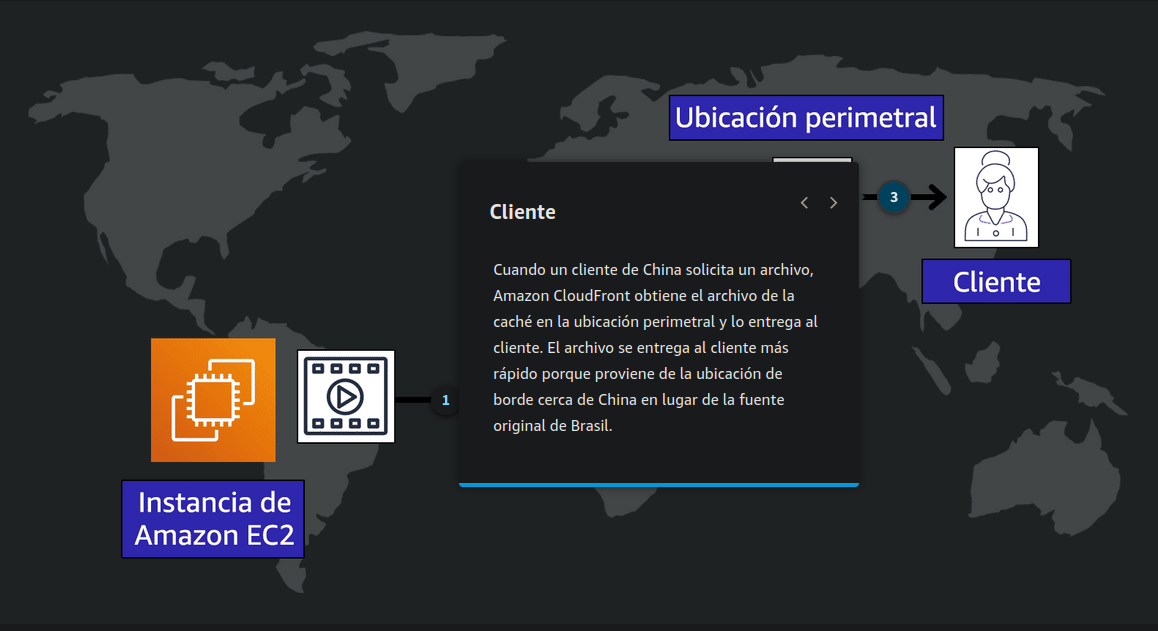 Ubicación perimetral
3
Cliente
Cliente
Cuando un cliente de China solicita un archivo,
Amazon CloudFront obtiene el archivo de la
caché en la ubicación perimetral y lo entrega al
cliente. El archivo se entrega al cliente más
rápido porque proviene de la ubicación de
borde cerca de China en lugar de la fuente
original de Brasil.
1
Instancia de
Amazon EC2